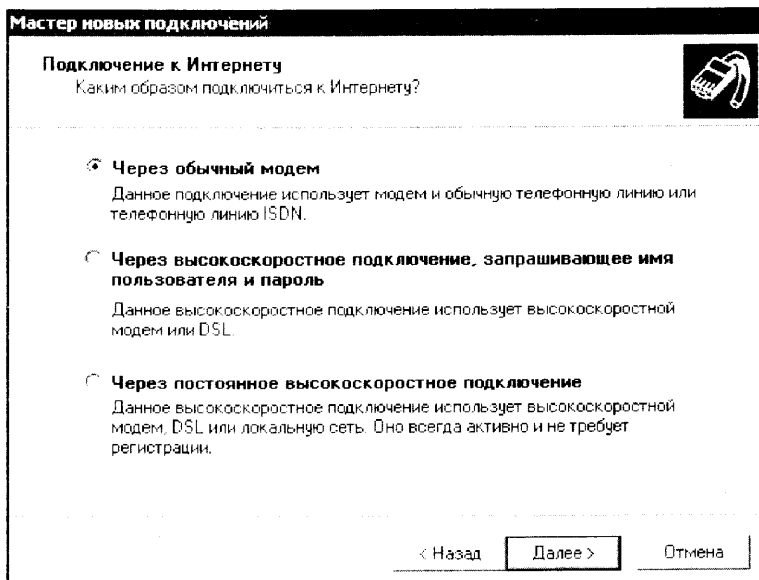 Мастер новых подключений
Подключение к Интернету
Каким образом подключиться к Интернету?
Через обычный модем
Данное подключение использует модем и обычную телефонную линию или
телефонную линию ISDN.
Через высокоскоростное подключение, запрашивающее имя
пользователя и пароль
Данное высокоскоростное подключение использует высокоскоростной
модем или DSL.
Через постоянное высокоскоростное подключение
Данное высокоскоростное подключение использует высокоскоростной
модем, DSL или локальную сеть. Оно всегда активно и не требует
регистрации.
< Назад
Далее >
Отмена